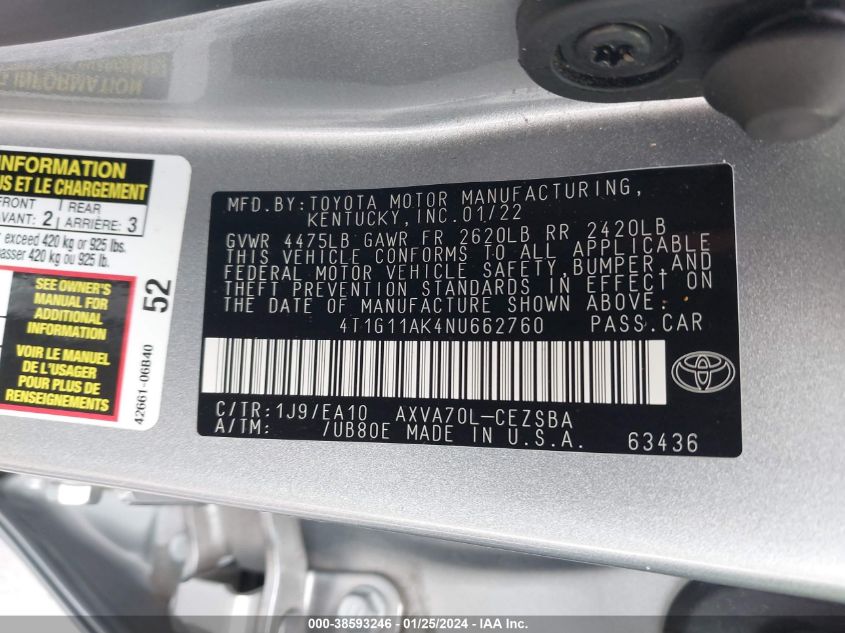 INFORMATION
INFORMATION
US ET LE CHARGEMENT
FRONT REAR
AVANT: 2 ARRIÈRE: 3
exceed 420 kg or 925 lbs.
passer 420 kg ou 925 lb.
SEE OWNER'S
MANUAL FOR
ADDITIONAL
INFORMATION
VOIR LE MANUEL
DE L'USAGER
POUR PLUS DE
RENSEIGNEMENTS
52
42661-06B40
MFD.BY:TOYOTA MOTOR MANUFACTURING,
KENTUCKY, INC.01/22
GVWR 4475LB GAWR FR 2620LB RR 2420LB
THIS VEHICLE CONFORMS TO ALL APPLICABLE
FEDERAL MOTOR VEHICLE SAFETY,BUMPER,AND
THEFT PREVENTION STANDARDS IN EFFECT ON
THE DATE OF MANUFACTURE SHOWN ABOVE.
4T1G11AK4NU662760 PASS.CAR
C/TR:1J9/EA10 AXVA70L-CEZSBA
A/TM: /UB80E MADE IN U.S.A. 63436
000-38593246 - 01/25/2024 - IAA Inc.